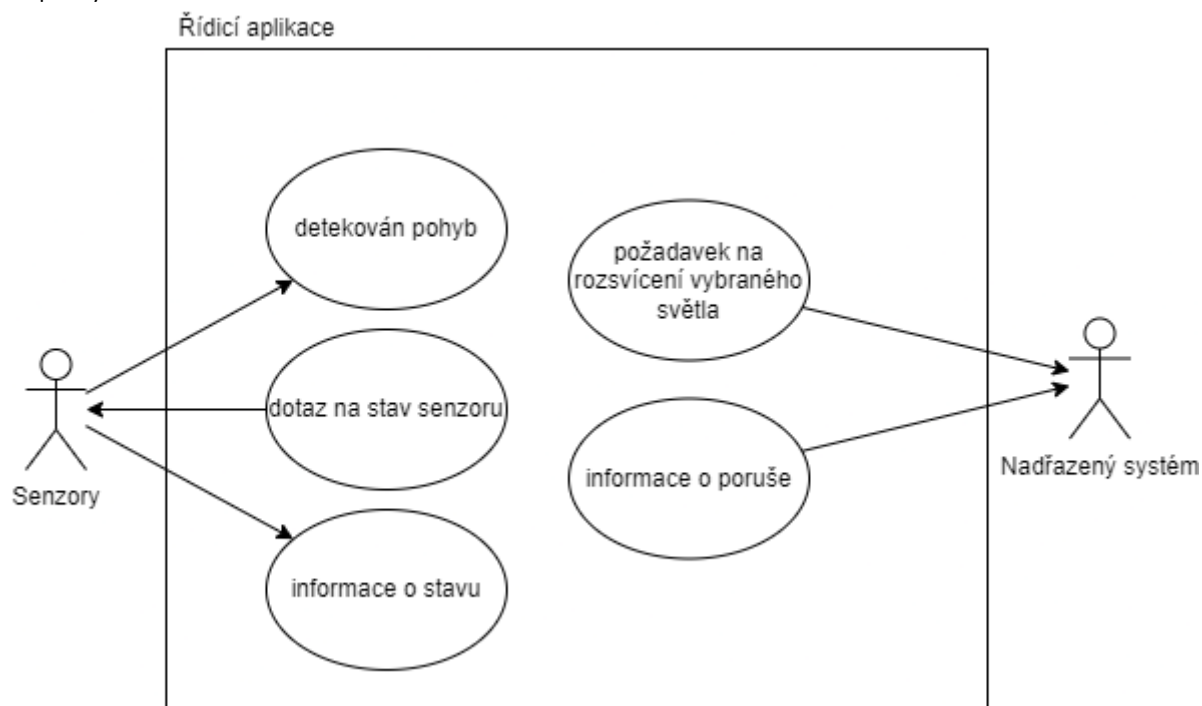 Řídicí aplikace
detekován pohyb
požadavek na
rozsvícení vybraného
světla
dotaz na stav senzoru
Nadřazený systém
informace o poruše
Senzory
informace o stavu